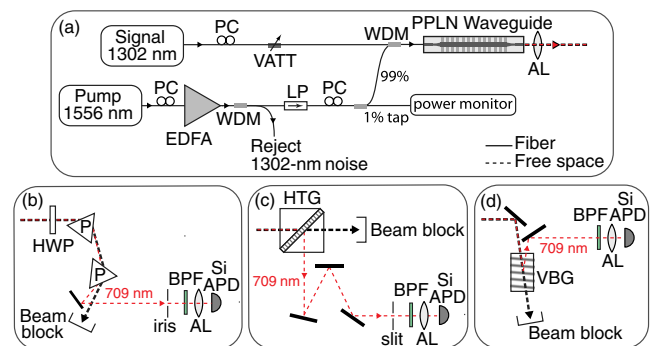 (a)
Signal
1302 nm
PC
VATT
WDM
PPLN Waveguide
AL
99%
Pump
1556 nm
PC
EDFA
WDM
LP
PC
1% tap
power monitor
Reject
1302-nm noise
Fiber
Free space
(b)
HWP
P
P
709 nm
Beam
block
iris
BPF
AL
Si
APD
(c)
HTG
Beam block
709 nm
slit
BPF
AL
Si
APD
(d)
BPF
Si
APD
AL
709 nm
VBG
Beam block